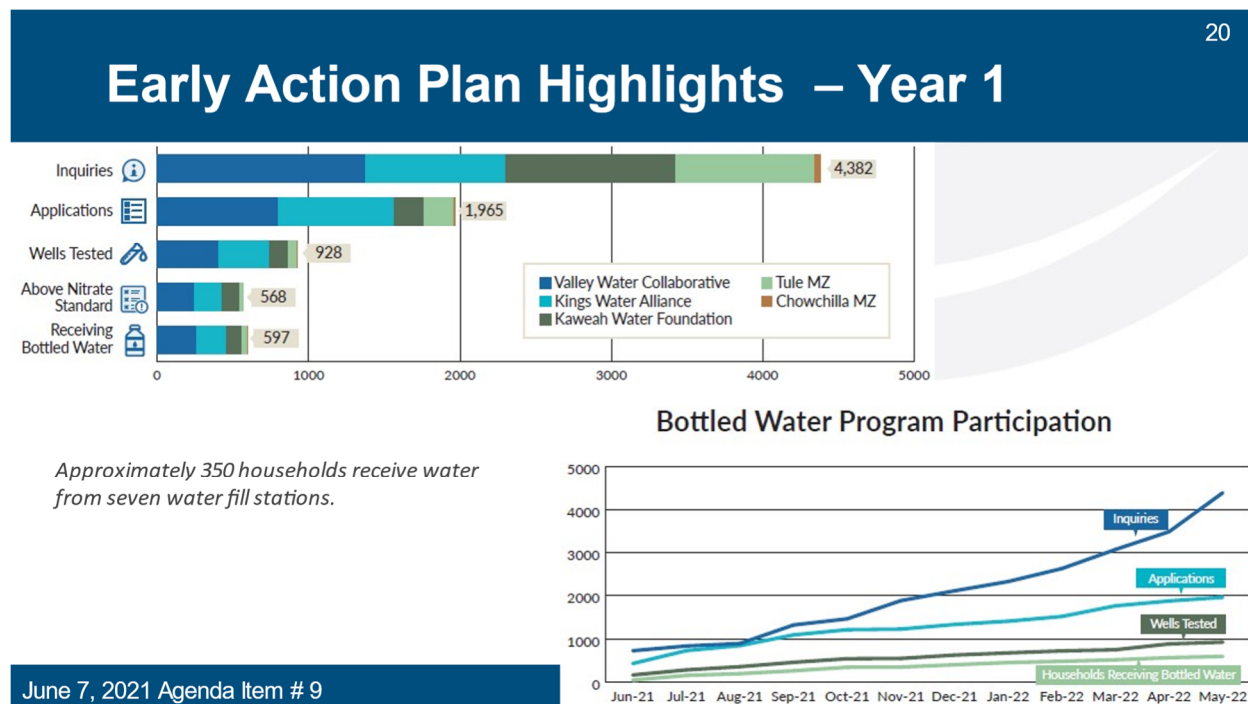 20
Early Action Plan Highlights – Year 1
Inquiries
4,382
Applications
1,965
Wells Tested
928
Above Nitrate
Standard
568
Receiving
Bottled Water
597
Valley Water Collaborative
Kings Water Alliance
Kaweah Water Foundation
Tule MZ
Chowchilla MZ
0 1000 2000 3000 4000 5000
Bottled Water Program Participation
Approximately 350 households receive water
from seven water fill stations.
5000
4000
3000
2000
1000
0
Inquiries
Applications
Wells Tested
Households Receiving Bottled Water
Jun-21 Jul-21 Aug-21 Sep-21 Oct-21 Nov-21 Dec-21 Jan-22 Feb-22 Mar-22 Apr-22 May-22
June 7, 2021 Agenda Item # 9